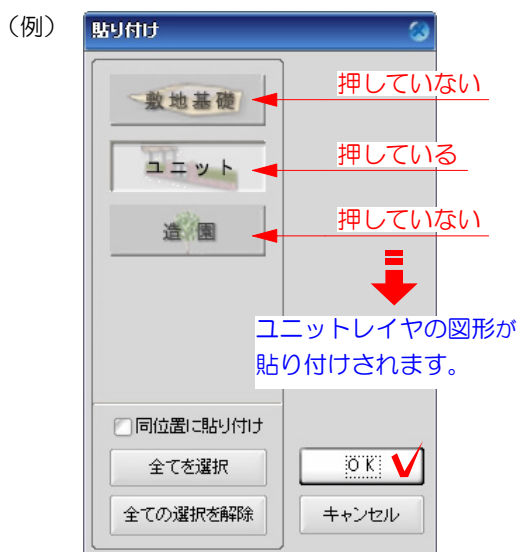 （例）
貼り付け
敷地基礎
押していない
ユニット
押している
造園
押していない
ユニットレイヤの図形が
貼り付けされます。
同位置に貼り付け
全てを選択
OK
全ての選択を解除
キャンセル